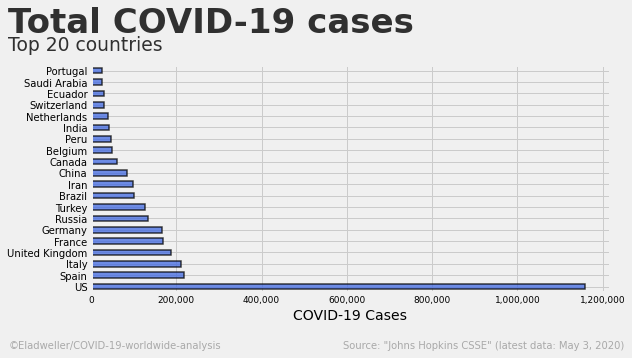 Total COVID-19 cases
Top 20 countries
Portugal
Saudi Arabia
Ecuador
Switzerland
Netherlands
India
Peru
Belgium
Canada
China
Iran
Brazil
Turkey
Russia
Germany
France
United Kingdom
Italy
Spain
US
0 200,000 400,000 600,000 800,000 1,000,000 1,200,000
COVID-19 Cases
©Eladweller/COVID-19-worldwide-analysis Source: "Johns Hopkins CSSE" (latest data: May 3, 2020)